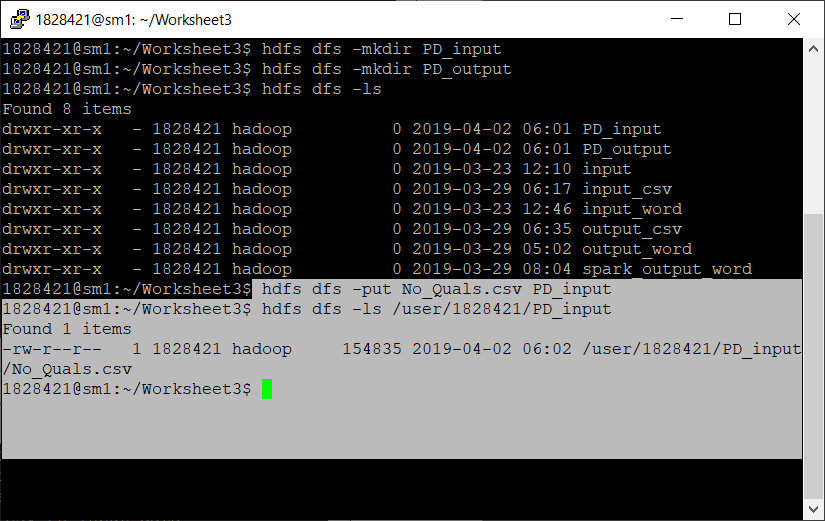 1828421@sm1: ~/Worksheet3
1828421@sm1:~/Worksheet3$ hdfs dfs -mkdir PD_input
1828421@sm1:~/Worksheet3$ hdfs dfs -mkdir PD_output
1828421@sm1:~/Worksheet3$ hdfs dfs -ls
Found 8 items
drwxr-xr-x   - 1828421 hadoop          0 2019-04-02 06:01 PD_input
drwxr-xr-x   - 1828421 hadoop          0 2019-04-02 06:01 PD_output
drwxr-xr-x   - 1828421 hadoop          0 2019-03-23 12:10 input
drwxr-xr-x   - 1828421 hadoop          0 2019-03-29 06:17 input_csv
drwxr-xr-x   - 1828421 hadoop          0 2019-03-23 12:46 input_word
drwxr-xr-x   - 1828421 hadoop          0 2019-03-29 06:35 output_csv
drwxr-xr-x   - 1828421 hadoop          0 2019-03-29 05:02 output_word
drwxr-xr-x   - 1828421 hadoop          0 2019-03-29 08:04 spark_output_word
1828421@sm1:~/Worksheet3$ hdfs dfs -put No_Quals.csv PD_input
1828421@sm1:~/Worksheet3$ hdfs dfs -ls /user/1828421/PD_input
Found 1 items
-rw-r--r--   1 1828421 hadoop     154835 2019-04-02 06:02 /user/1828421/PD_input
/No_Quals.csv
1828421@sm1:~/Worksheet3$